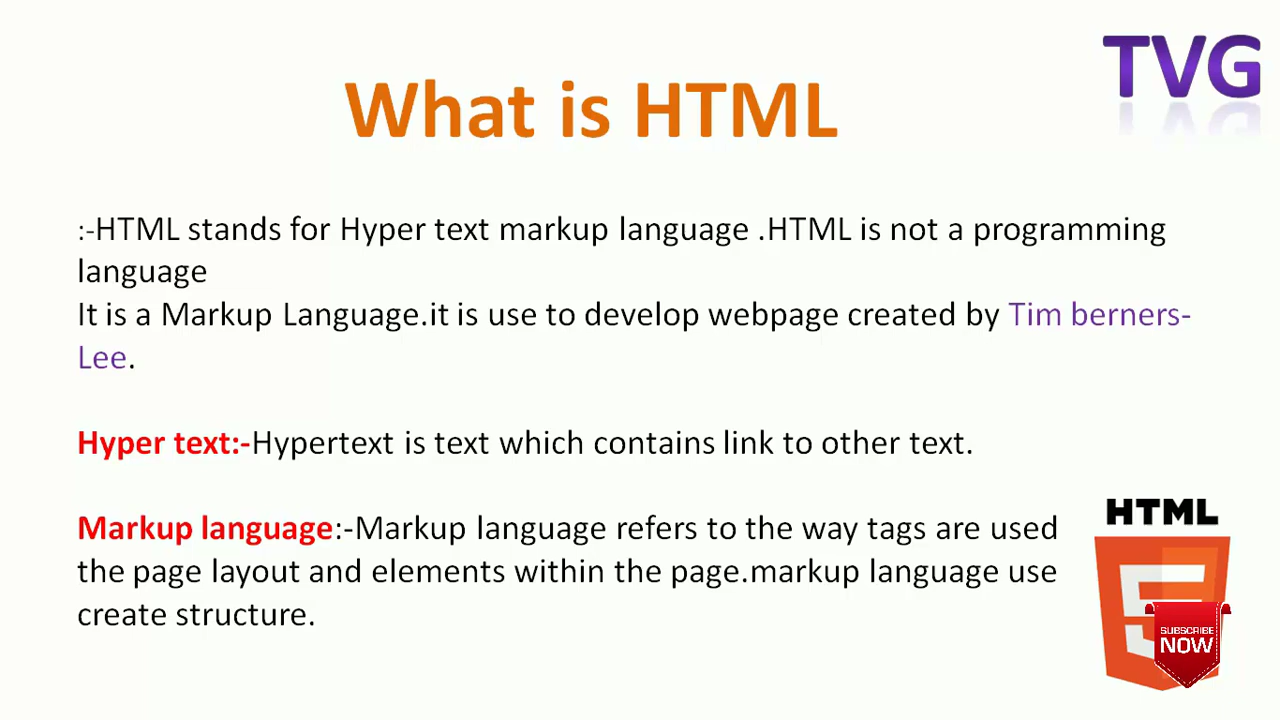 TVG
What is HTML
:-HTML stands for Hyper text markup language .HTML is not a programming
language
It is a Markup Language.it is use to develop webpage created by Tim berners-
Lee.
Hyper text:-Hypertext is text which contains link to other text.
Markup language:-Markup language refers to the way tags are used
the page layout and elements within the page.markup language use
create structure.
HTML
5
SUBSCRIBE
NOW